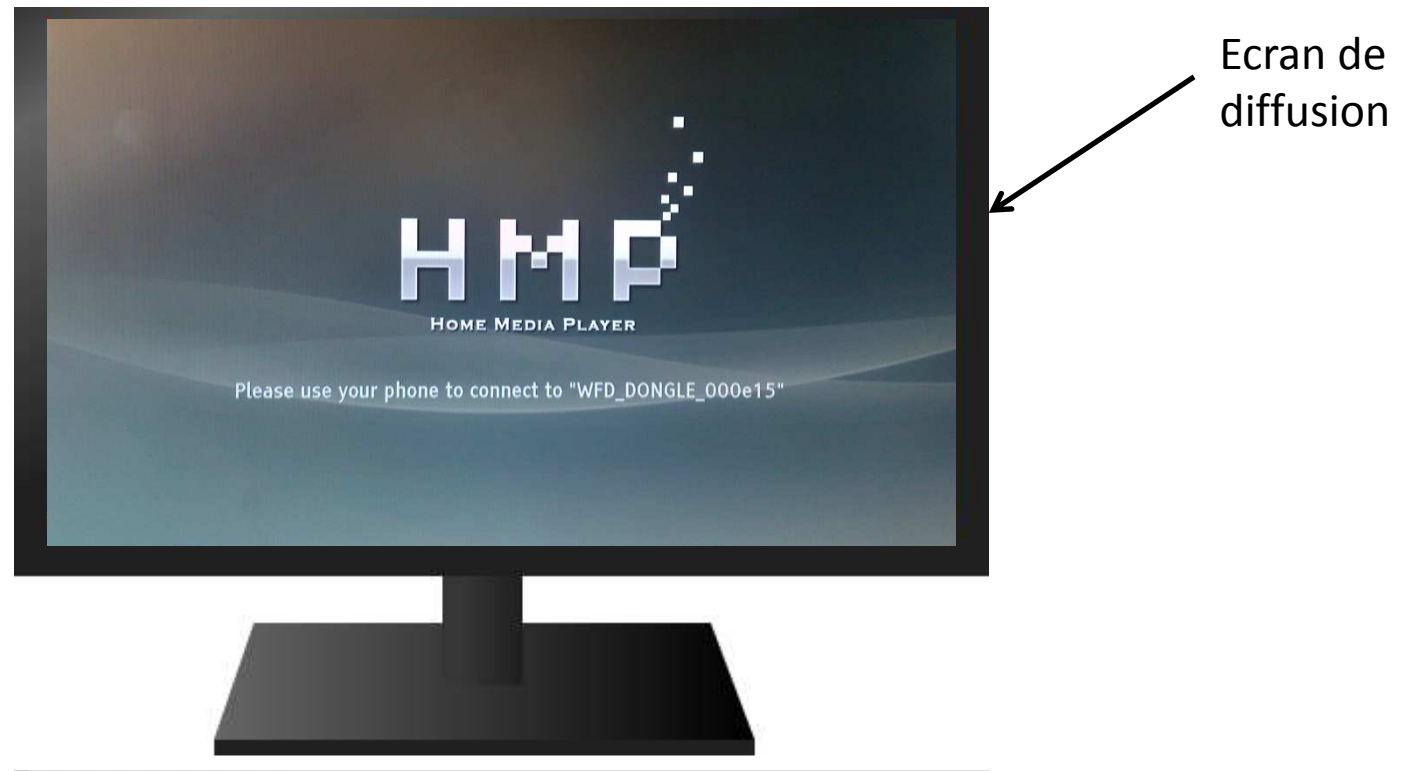 Ecran de
diffusion
HMP
HOME MEDIA PLAYER
Please use your phone to connect to "WFD_DONGLE_000e15"